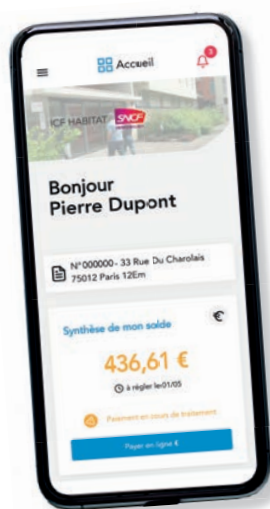 Accueil
3
ICF HABITAT SNCF
Bonjour
Pierre Dupont
N°000000- 33 Rue Du Charolais
75012 Paris 12Em
Synthèse de mon solde
€
436,61 €
à régler le 01/05
Paiement en cours de traitement
Payer en ligne €